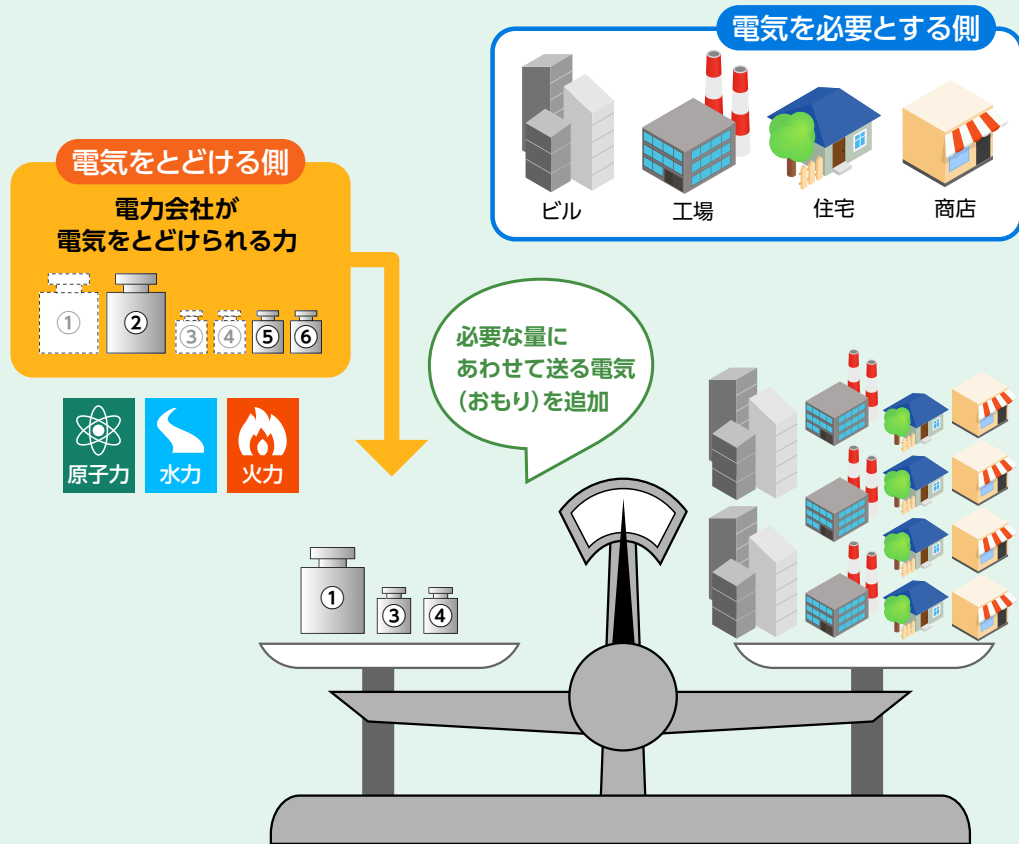 電気を必要とする側
ビル
工場
住宅
商店
電気をとどける側
電力会社が
電気をとどけられる力
①
②
③
④
⑤
⑥
原子力
水力
火力
必要な量に
あわせて送る電気
（おもり）を追加
①
③
④